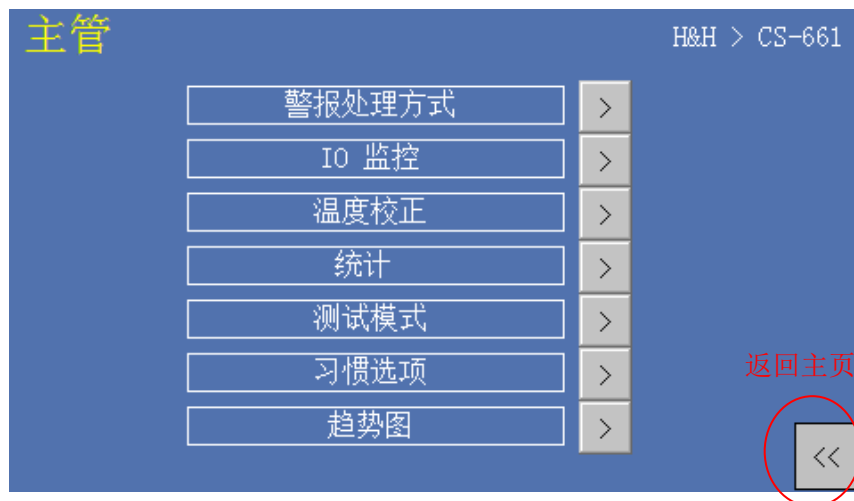 主管
H&H > CS-661
警报处理方式 >
IO 监控 >
温度校正 >
统计 >
测试模式 >
习惯选项 >
趋势图 >
返回主页
<<